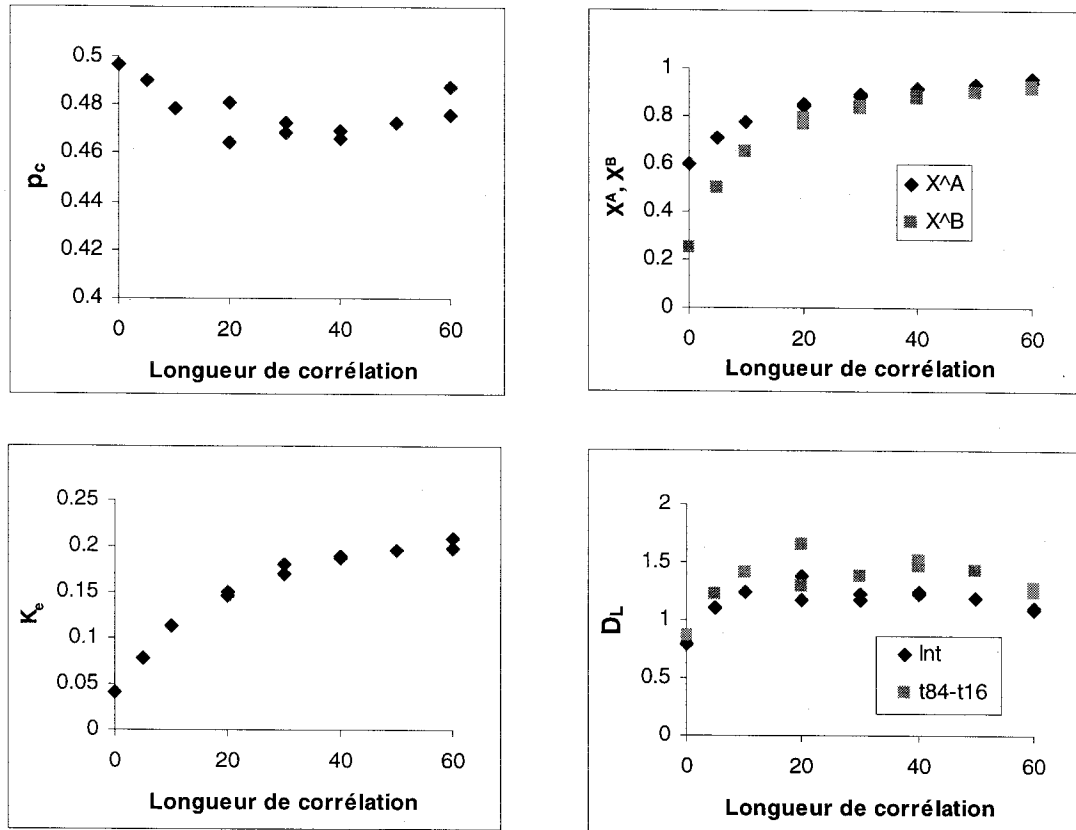 0.5
0.48
0.46
0.44
0.42
0.4
pc
0 20 40 60
Longueur de corrélation
1
0.8
0.6
0.4
0.2
0
X^A, X^B
X^A
X^B
0 20 40 60
Longueur de corrélation
0.25
0.2
0.15
0.1
0.05
0
Ke
0 20 40 60
Longueur de corrélation
2
1.5
1
0.5
0
DL
Int
t84-t16
0 20 40 60
Longueur de corrélation